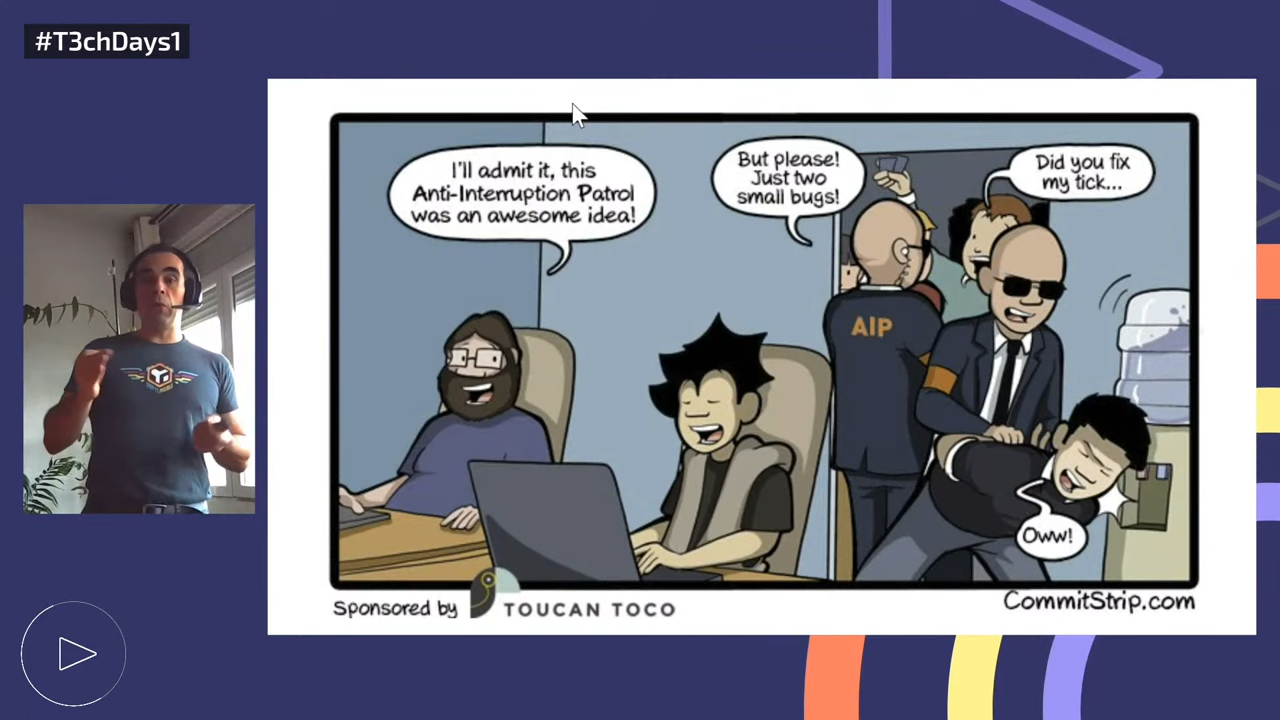 #T3chDays1
I'll admit it, this
Anti-Interruption Patrol
was an awesome idea!
But please!
Just two
small bugs!
Did you fix
my tick...
AIP
Oww!
Sponsored by TOUCAN TOCO
CommitStrip.com